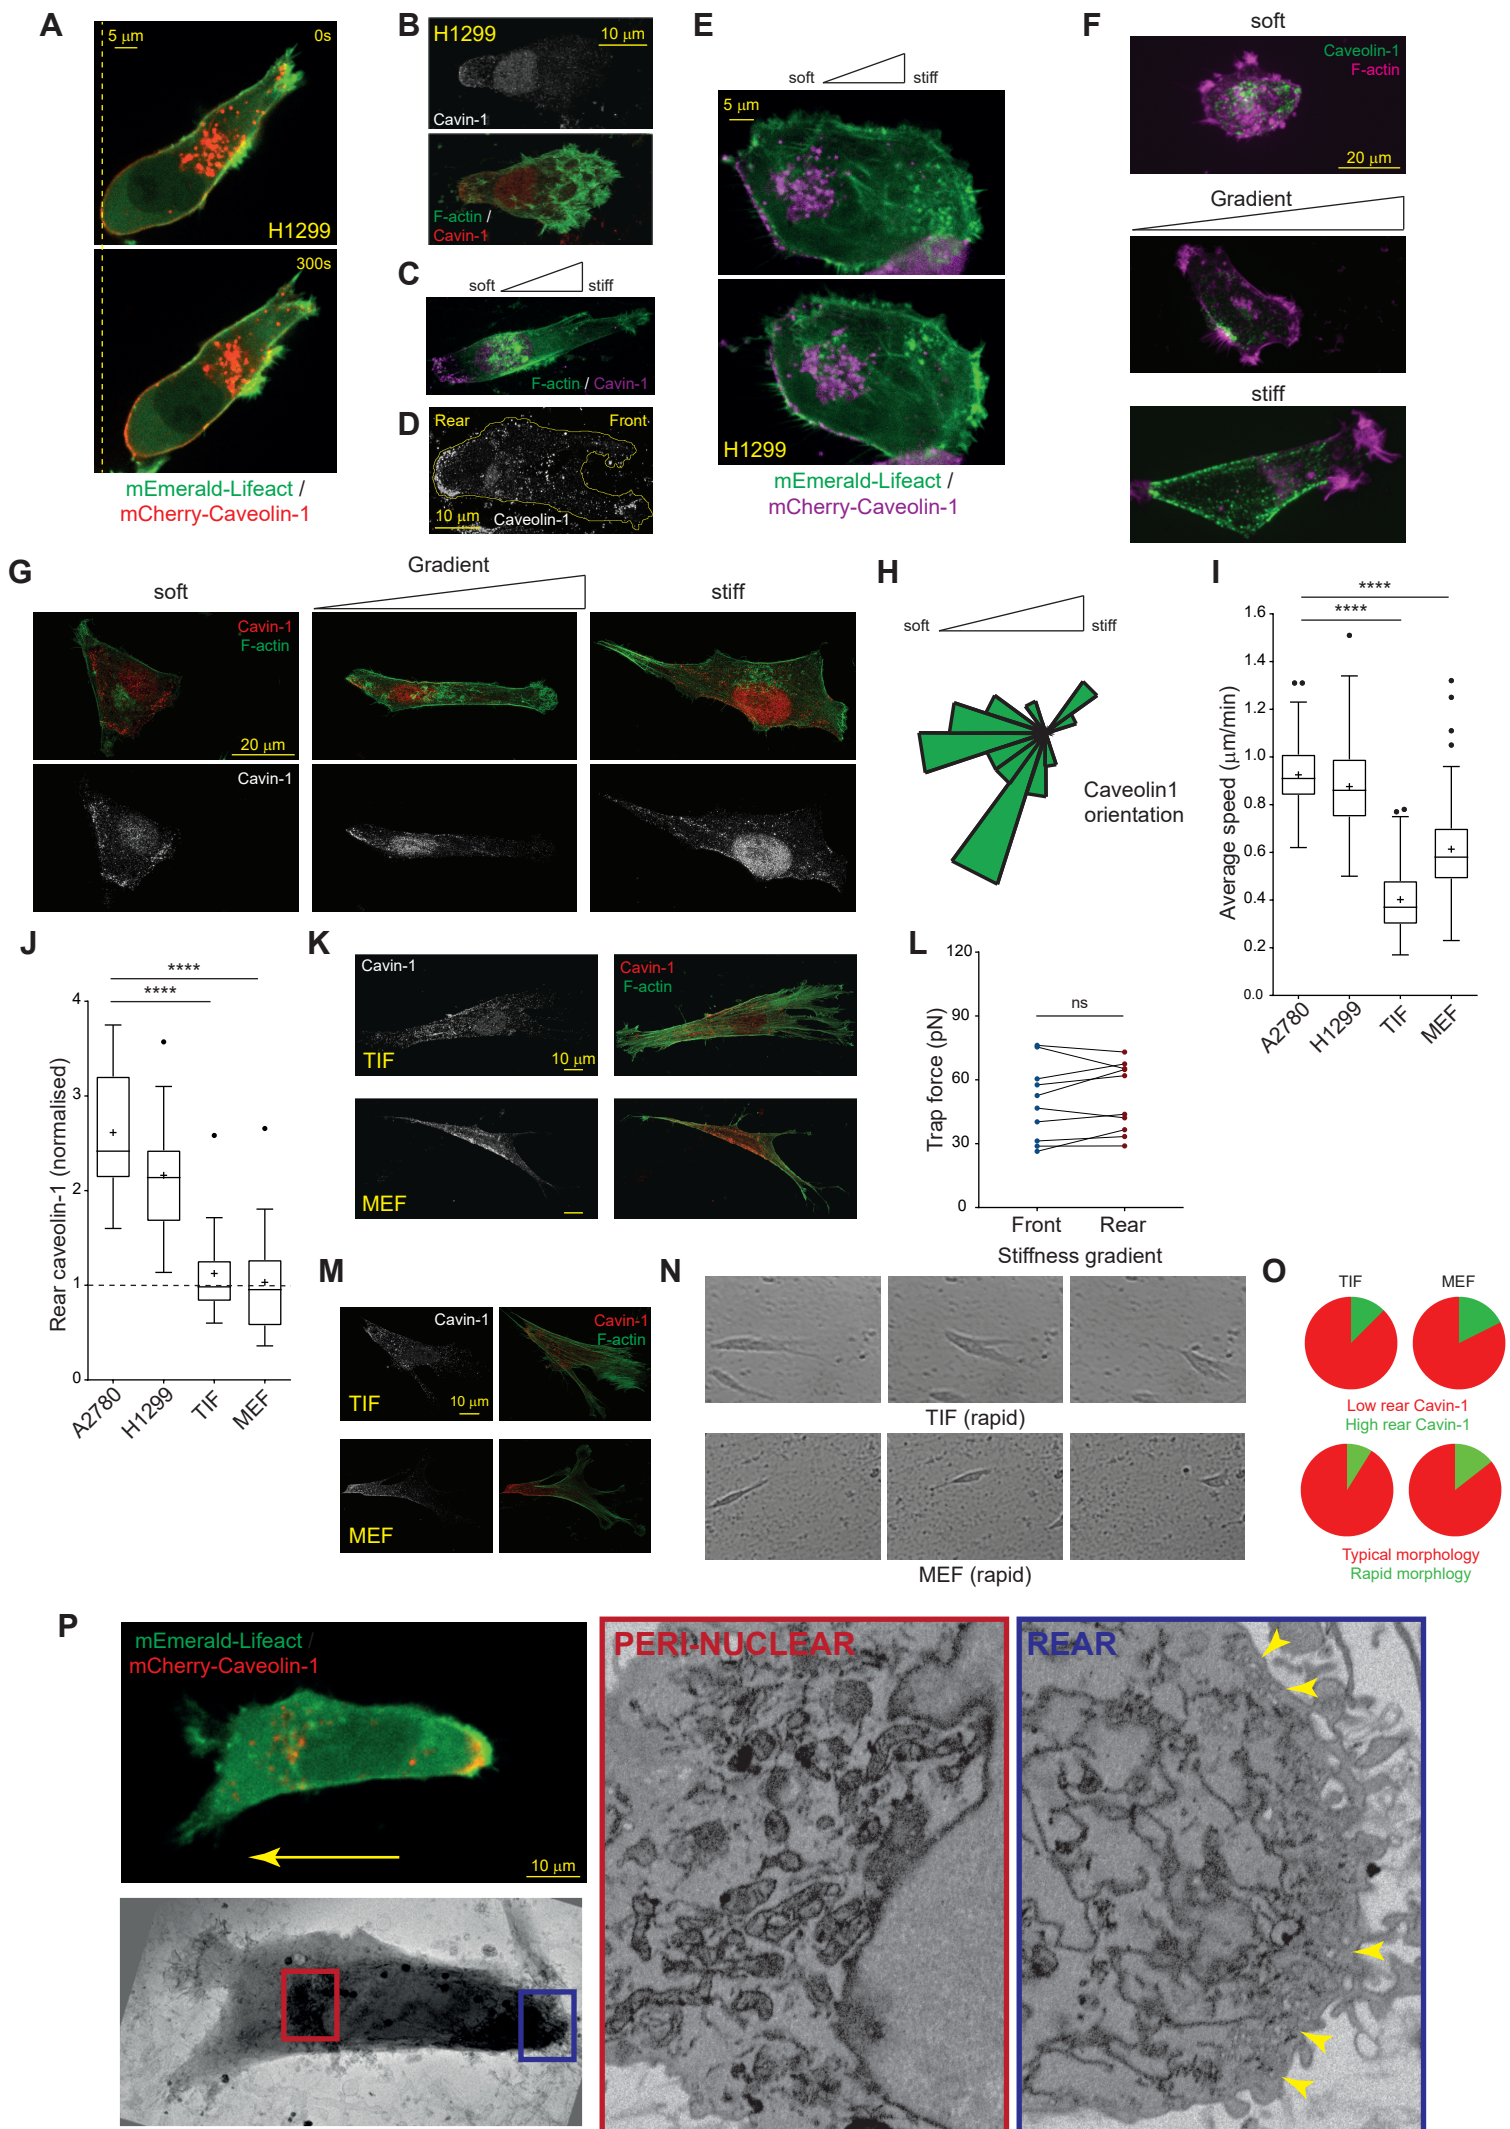 A
5 μm
0s
H1299
300s
mEmerald-Lifeact /
mCherry-Caveolin-1
B
H1299
10 μm
Cavin-1
F-actin /
Cavin-1
C
soft
stiff
F-actin / Cavin-1
D
Rear
Front
10 μm
Caveolin-1
E
soft
stiff
5 μm
H1299
mEmerald-Lifeact /
mCherry-Caveolin-1
F
soft
Caveolin-1
F-actin
20 μm
Gradient
stiff
G
soft
Gradient
stiff
Cavin-1
F-actin
20 μm
Cavin-1
H
soft
stiff
Caveolin1
orientation
I
****
****
Average speed (μm/min)
1.6
1.4
1.2
1.0
0.8
0.6
0.4
0.2
0.0
A2780
H1299
TIF
MEF
J
****
****
Rear caveolin-1 (normalised)
4
3
2
1
0
A2780
H1299
TIF
MEF
K
Cavin-1
TIF
10 μm
Cavin-1
F-actin
MEF
L
Trap force (pN)
120
90
60
30
0
ns
Front
Rear
M
Cavin-1
TIF
10 μm
Cavin-1
F-actin
MEF
N
Stiffness gradient
TIF (rapid)
MEF (rapid)
O
TIF
MEF
Low rear Cavin-1
High rear Cavin-1
Typical morphology
Rapid morphlogy
P
mEmerald-Lifeact /
mCherry-Caveolin-1
10 μm
PERI-NUCLEAR
REAR